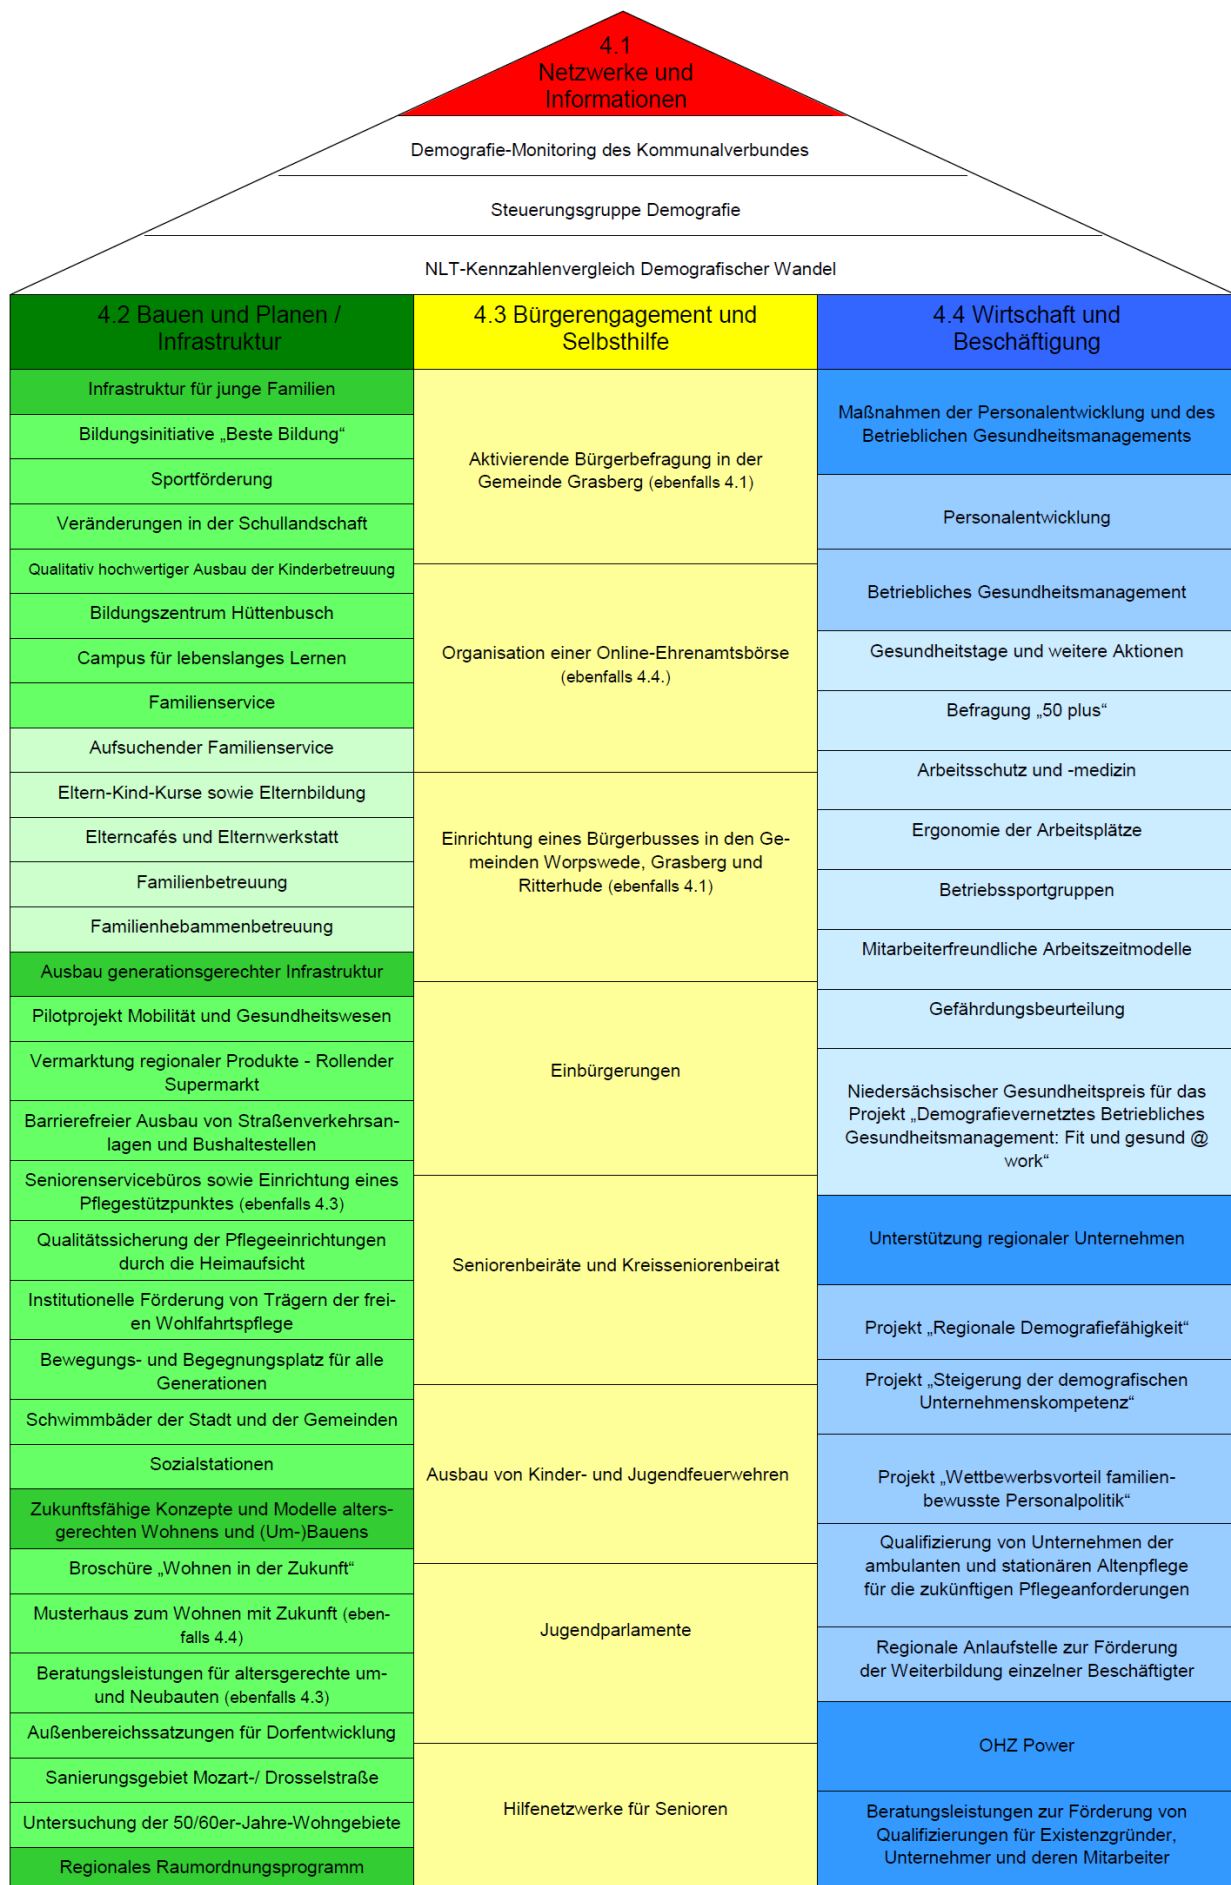 4.1
Netzwerke und
Informationen
Demografie-Monitoring des Kommunalverbundes
Steuerungsgruppe Demografie
NLT-Kennzahlenvergleich Demografischer Wandel
4.2 Bauen und Planen /
Infrastruktur
Infrastruktur für junge Familien
Bildungsinitiative „Beste Bildung“
Sportförderung
Veränderungen in der Schullandschaft
Qualitativ hochwertiger Ausbau der Kinderbetreuung
Bildungszentrum Hüttenbusch
Campus für lebenslanges Lernen
Familienservice
Aufsuchender Familienservice
Eltern-Kind-Kurse sowie Elternbildung
Elterncafés und Elternwerkstatt
Familienbetreuung
Familienhebammenbetreuung
Ausbau generationsgerechter Infrastruktur
Pilotprojekt Mobilität und Gesundheitswesen
Vermarktung regionaler Produkte - Rollender
Supermarkt
Barrierefreier Ausbau von Straßenverkehrsan-
lagen und Bushaltestellen
Seniorenservicebüros sowie Einrichtung eines
Pflegestützpunktes (ebenfalls 4.3)
Qualitätssicherung der Pflegeeinrichtungen
durch die Heimaufsicht
Institutionelle Förderung von Trägern der frei-
en Wohlfahrtspflege
Bewegungs- und Begegnungsplatz für alle
Generationen
Schwimmbäder der Stadt und der Gemeinden
Sozialstationen
Zukunftsfähige Konzepte und Modelle alters-
gerechten Wohnens und (Um-)Bauens
Broschüre „Wohnen in der Zukunft“
Musterhaus zum Wohnen mit Zukunft (eben-
falls 4.4)
Beratungsleistungen für altersgerechte um-
und Neubauten (ebenfalls 4.3)
Außenbereichssatzungen für Dorfentwicklung
Sanierungsgebiet Mozart-/ Drosselstraße
Untersuchung der 50/60er-Jahre-Wohngebiete
Regionales Raumordnungsprogramm
4.3 Bürgerengagement und
Selbsthilfe
Aktivierende Bürgerbefragung in der
Gemeinde Grasberg (ebenfalls 4.1)
Organisation einer Online-Ehrenamtsbörse
(ebenfalls 4.4.)
Einrichtung eines Bürgerbusses in den Ge-
meinden Worpswede, Grasberg und
Ritterhude (ebenfalls 4.1)
Einbürgerungen
Seniorenbeiräte und Kreisseniorenbeirat
Ausbau von Kinder- und Jugendfeuerwehren
Jugendparlamente
Hilfenetzwerke für Senioren
4.4 Wirtschaft und
Beschäftigung
Maßnahmen der Personalentwicklung und des
Betrieblichen Gesundheitsmanagements
Personalentwicklung
Betriebliches Gesundheitsmanagement
Gesundheitstage und weitere Aktionen
Befragung „50 plus“
Arbeitsschutz und -medizin
Ergonomie der Arbeitsplätze
Betriebssportgruppen
Mitarbeiterfreundliche Arbeitszeitmodelle
Gefährdungsbeurteilung
Niedersächsischer Gesundheitspreis für das
Projekt „Demografievernetztes Betriebliches
Gesundheitsmanagement: Fit und gesund @
work“
Unterstützung regionaler Unternehmen
Projekt „Regionale Demografiefähigkeit“
Projekt „Steigerung der demografischen
Unternehmenskompetenz“
Projekt „Wettbewerbsvorteil familien-
bewusste Personalpolitik“
Qualifizierung von Unternehmen der
ambulanten und stationären Altenpflege
für die zukünftigen Pflegeanforderungen
Regionale Anlaufstelle zur Förderung
der Weiterbildung einzelner Beschäftigter
OHZ Power
Beratungsleistungen zur Förderung von
Qualifizierungen für Existenzgründer,
Unternehmer und deren Mitarbeiter